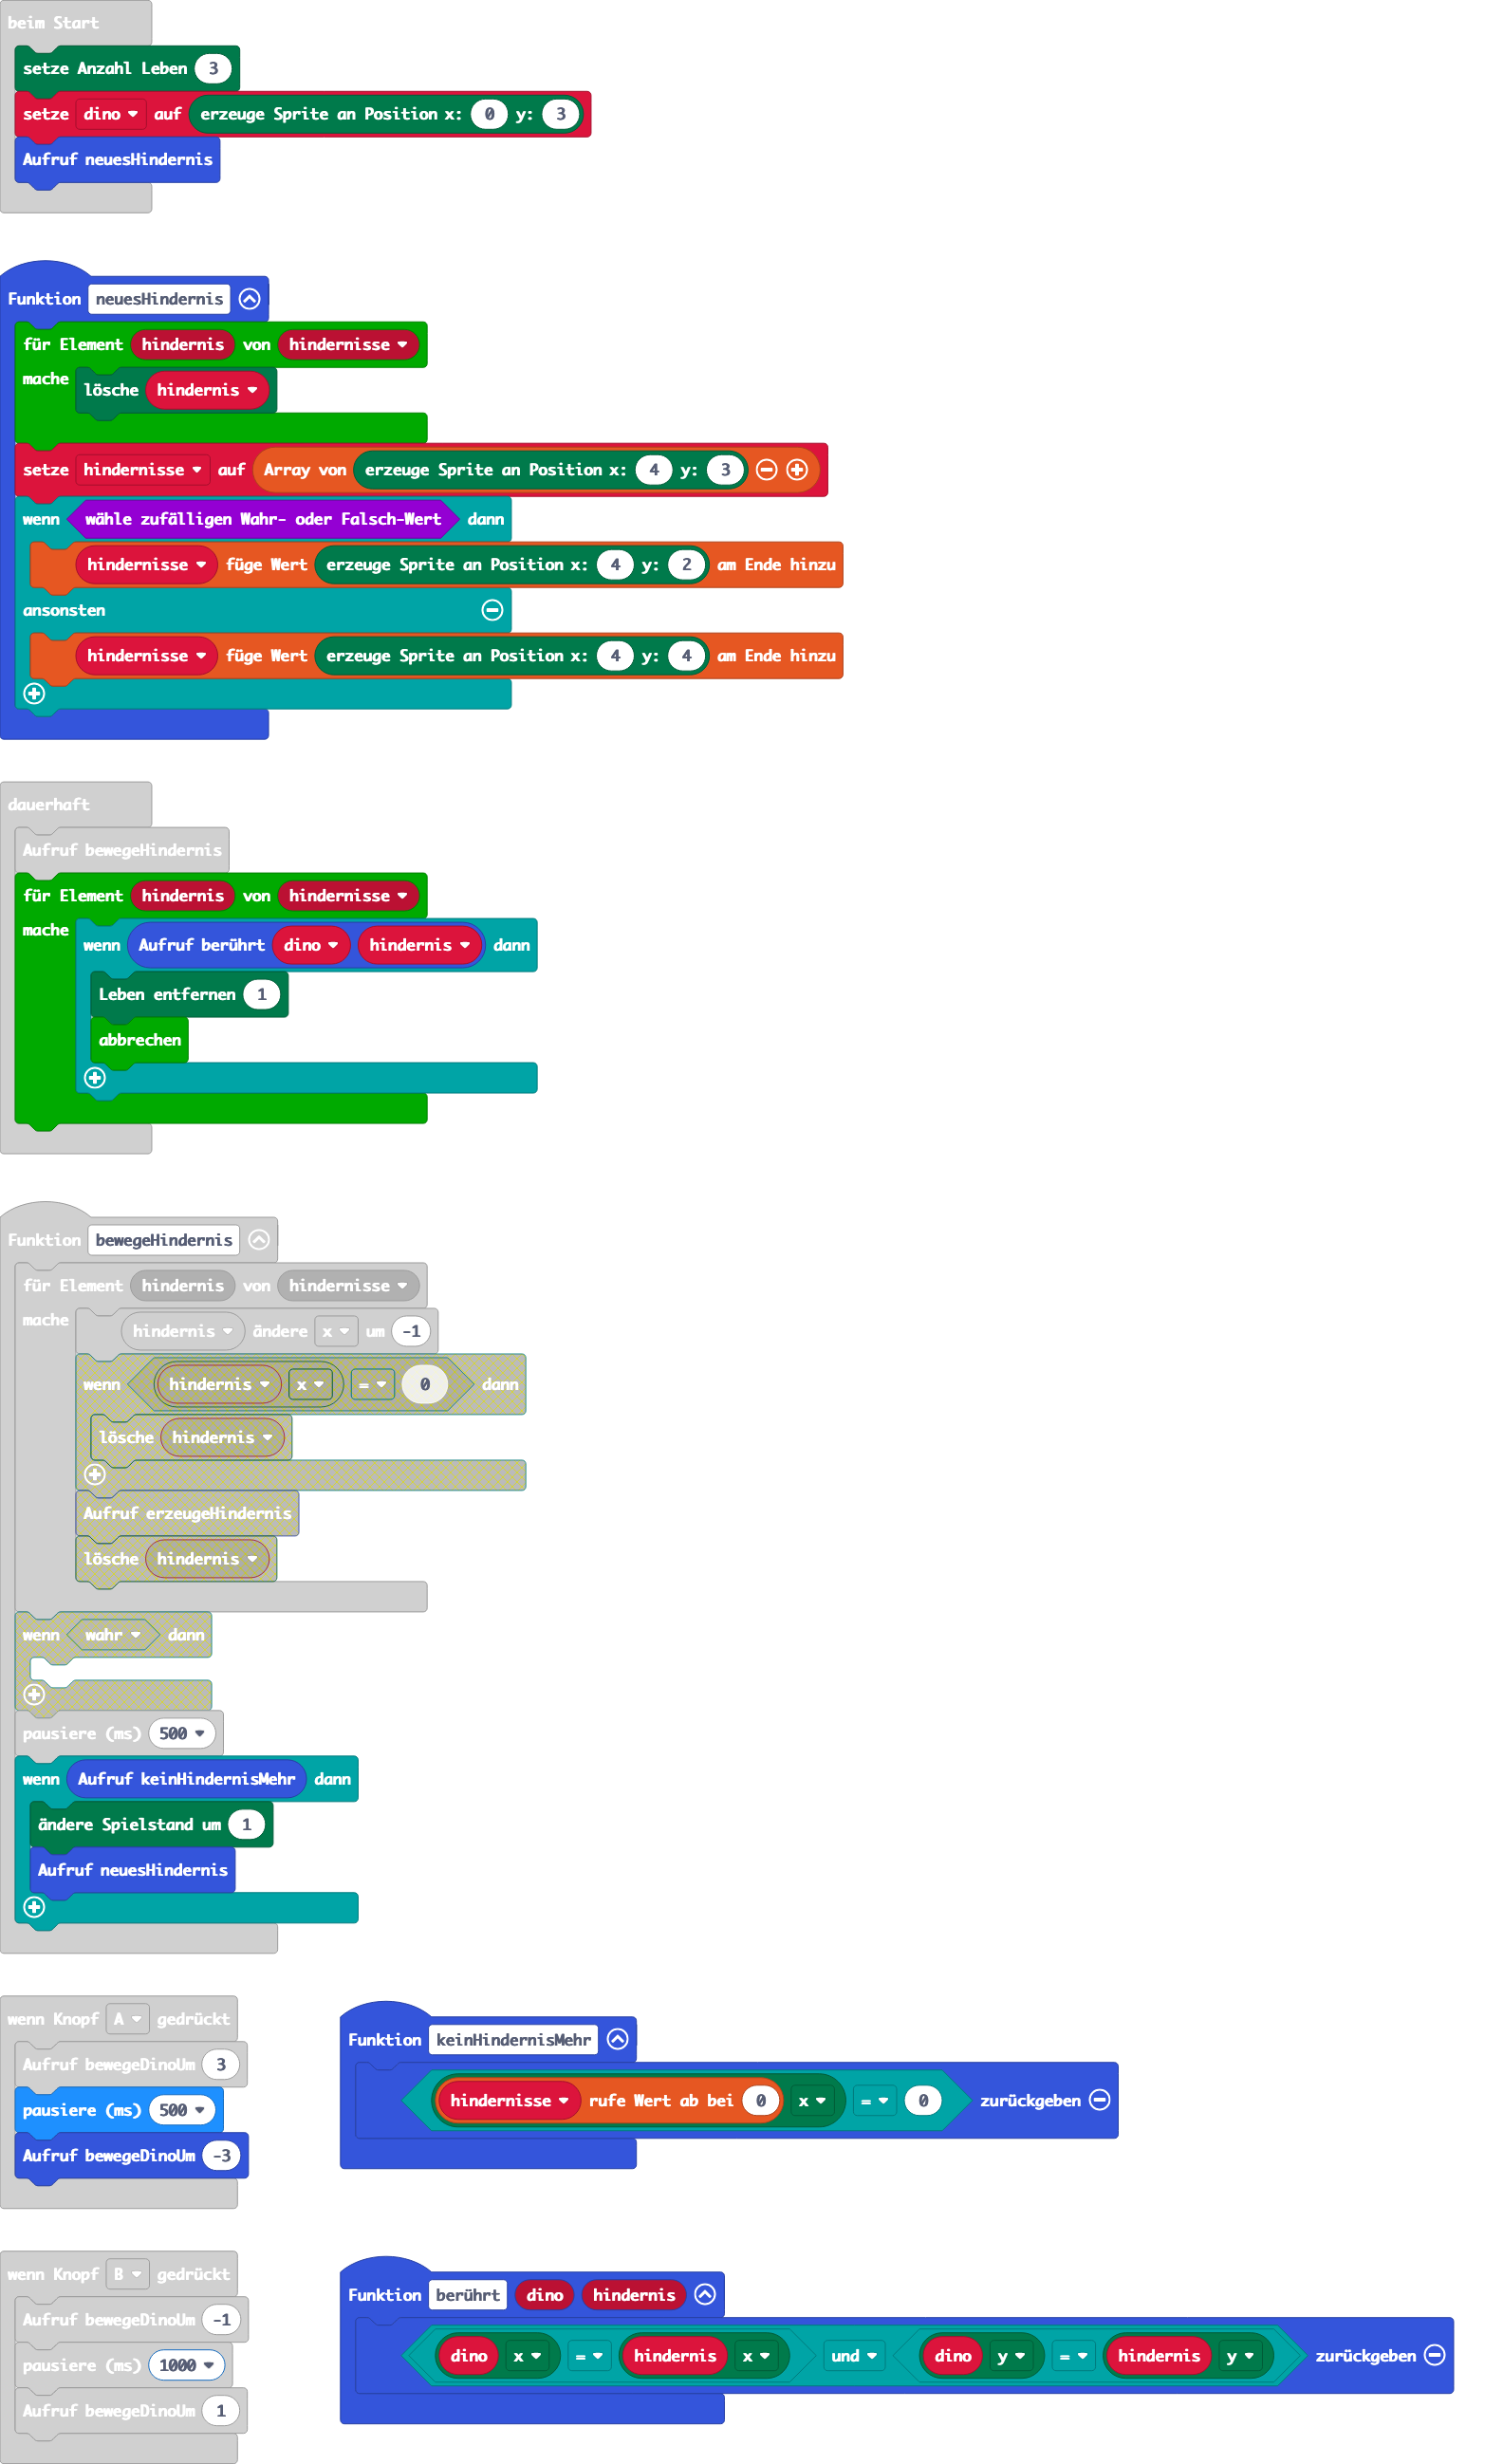 beim Start
setze Anzahl Leben 3
setze dino auf erzeuge Sprite an Position x: 0 y: 3
Aufruf neuesHindernis
Funktion neuesHindernis
für Element hindernis von hindernisse
mache lösche hindernis
setze hindernisse auf Array von erzeuge Sprite an Position x: 4 y: 3
wenn wähle zufälligen Wahr- oder Falsch-Wert dann
hindernisse füge Wert erzeuge Sprite an Position x: 4 y: 2 am Ende hinzu
ansonsten
hindernisse füge Wert erzeuge Sprite an Position x: 4 y: 4 am Ende hinzu
dauerhaft
Aufruf bewegeHindernis
für Element hindernis von hindernisse
mache wenn Aufruf berührt dino hindernis dann
Leben entfernen 1
abbrechen
Funktion bewegeHindernis
für Element hindernis von hindernisse
mache hindernis ändere x um -1
wenn hindernis x = 0 dann
lösche hindernis
Aufruf erzeugeHindernis
lösche hindernis
wenn wahr dann
pausiere (ms) 500
wenn Aufruf keinHindernisMehr dann
ändere Spielstand um 1
Aufruf neuesHindernis
wenn Knopf A gedrückt
Aufruf bewegeDinoUm 3
pausiere (ms) 500
Aufruf bewegeDinoUm -3
Funktion keinHindernisMehr
hindernisse rufe Wert ab bei 0 x = 0 zurückgeben
wenn Knopf B gedrückt
Aufruf bewegeDinoUm -1
pausiere (ms) 1000
Aufruf bewegeDinoUm 1
Funktion berührt dino hindernis
dino x = hindernis x und dino y = hindernis y zurückgeben